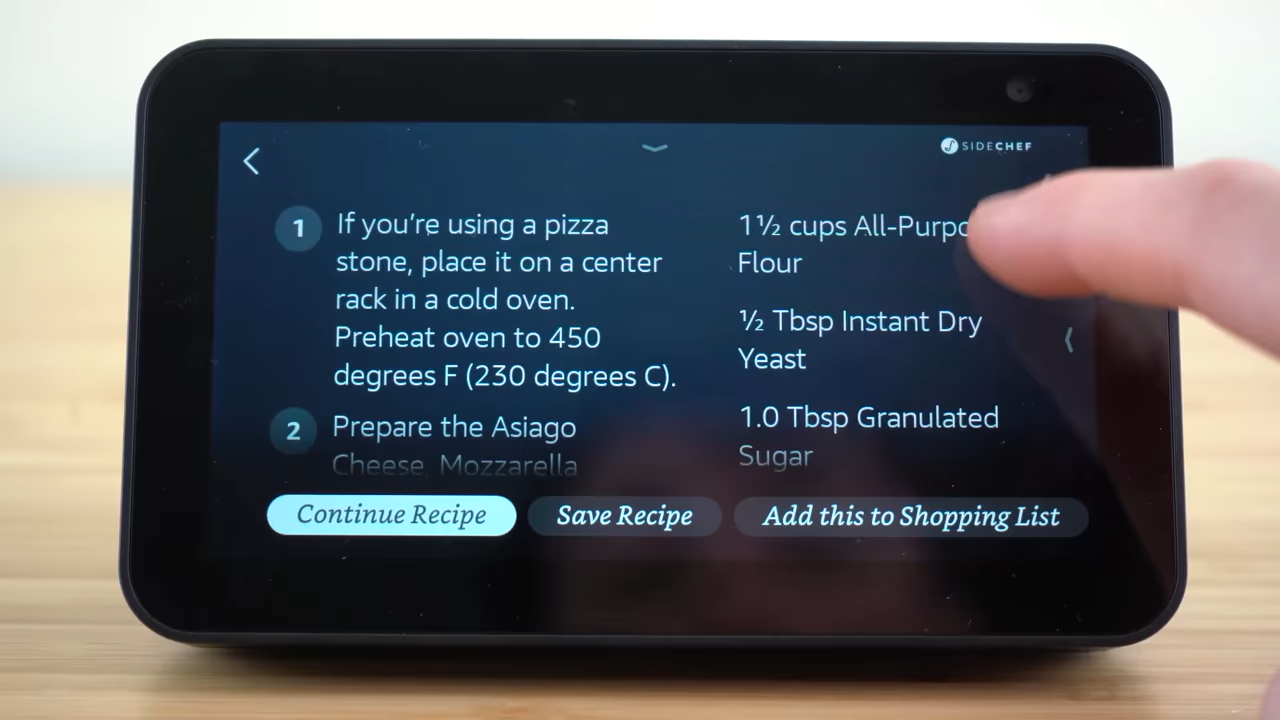 SIDECHEF
1
If you're using a pizza
stone, place it on a center
rack in a cold oven.
Preheat oven to 450
degrees F (230 degrees C).
2
Prepare the Asiago
Cheese, Mozzarella
1½ cups All-Purpo
Flour
½ Tbsp Instant Dry
Yeast
1.0 Tbsp Granulated
Sugar
Continue Recipe
Save Recipe
Add this to Shopping List